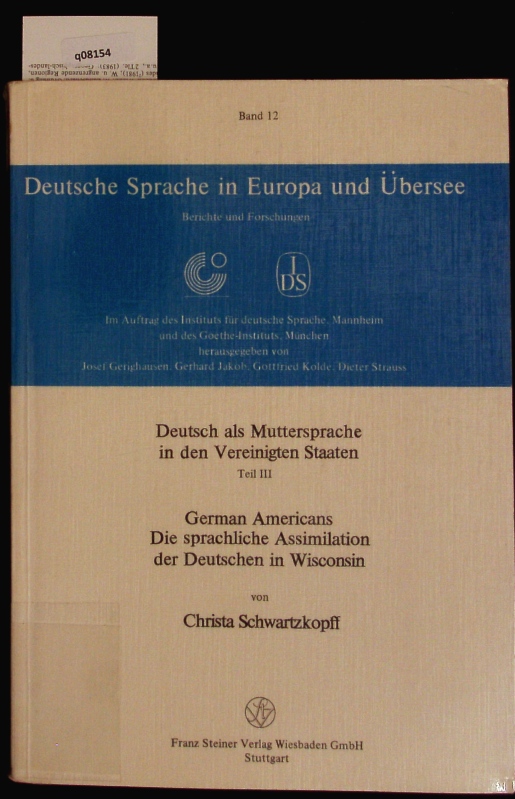 q08154
Band 12
Deutsche Sprache in Europa und Übersee
Berichte und Forschungen
I
DS
Im Auftrag des Instituts für deutsche Sprache, Mannheim
und des Goethe-Instituts, München
herausgegeben von
Josef Gerighausen, Gerhard Jakob, Gottfried Kolde, Dieter Strauss
Deutsch als Muttersprache
in den Vereinigten Staaten
Teil III
German Americans
Die sprachliche Assimilation
der Deutschen in Wisconsin
von
Christa Schwartzkopff
Franz Steiner Verlag Wiesbaden GmbH
Stuttgart